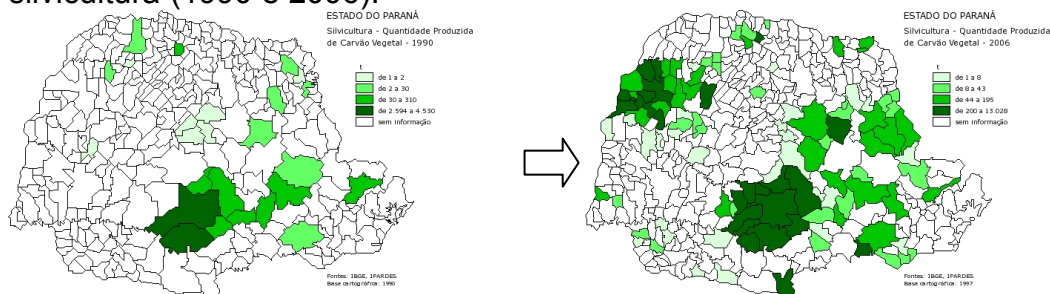 silvicultura (1990 e 2006).
ESTADO DO PARANÁ
Silvicultura - Quantidade Produzida
de Carvão Vegetal - 1990
t
de 1 a 2
de 2 a 30
de 30 a 310
de 2.594 a 4.530
sem informação
Fontes: IBGE, IPARDES
Base cartográfica: 1990
ESTADO DO PARANÁ
Silvicultura - Quantidade Produzida
de Carvão Vegetal - 2006
t
de 1 a 8
de 8 a 43
de 44 a 195
de 200 a 13.028
sem informação
Fontes: IBGE, IPARDES
Base cartográfica: 1997